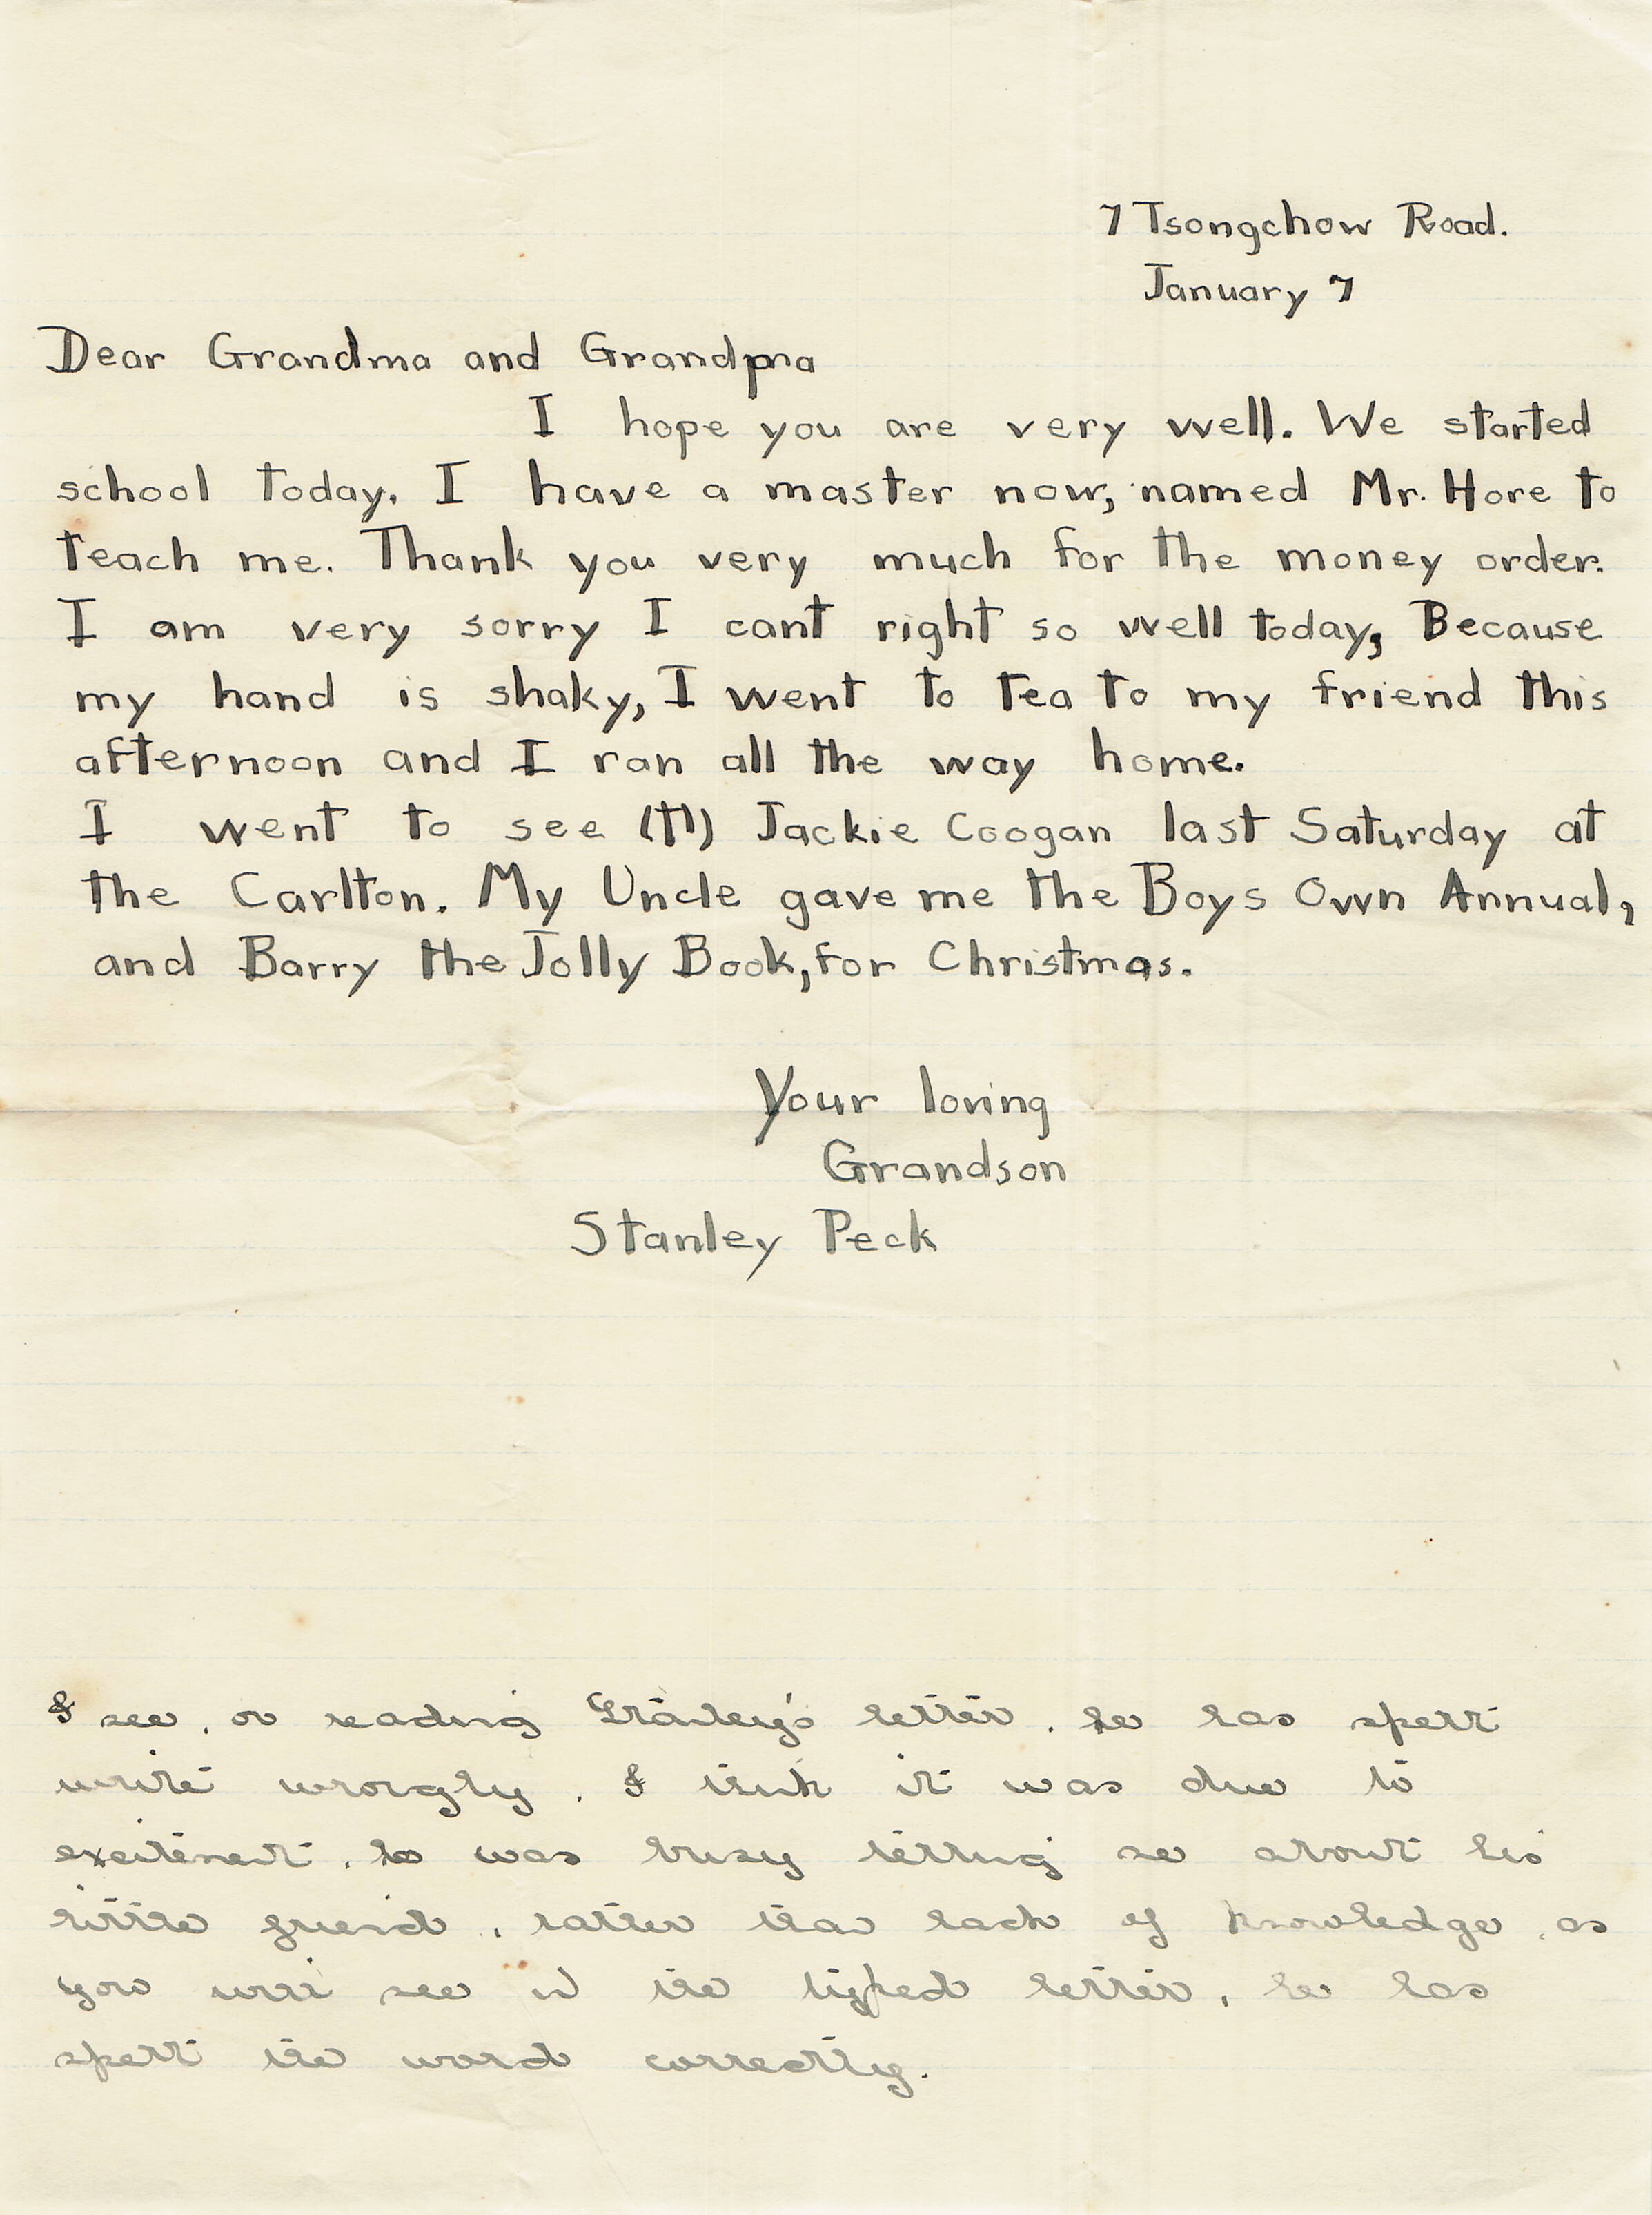 7 Tsongchow Road.
January 7
Dear Grandma and Grandpa
I hope you are very well. We started
school today. I have a master now, named Mr. Hore to
teach me. Thank you very much for the money order.
I am very sorry I cant right so well today, Because
my hand is shaky, I went to tea to my friend this
afternoon and I ran all the way home.
I went to see (th) Jackie Coogan last Saturday at
the Carlton. My Uncle gave me the Boys Own Annual,
and Barry the Jolly Book, for Christmas.
Your loving
Grandson
Stanley Peck
I see, on reading Stanley's letter, he has spelt
write wrongly. I think it was due to
excitement, he was busy telling me about his
little friend, rather than lack of knowledge, as
you will see in the typed letter, he has
spelt the word correctly.